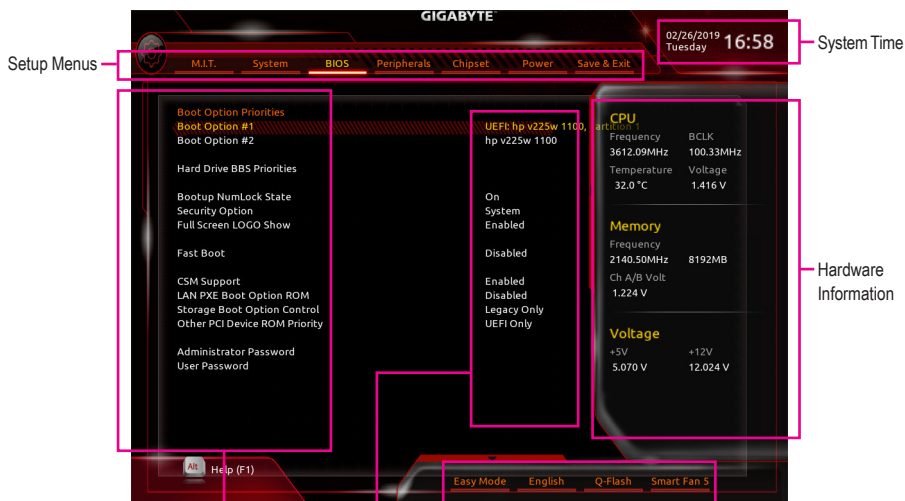 GIGABYTE™
02/26/2019 Tuesday 16:58
System Time
Setup Menus
M.I.T. System BIOS Peripherals Chipset Power Save & Exit
Boot Option Priorities
Boot Option #1 UEFI: hp v225w 1100, artition 1
Boot Option #2 hp v225w 1100
Hard Drive BBS Priorities
Bootup NumLock State On
Security Option System
Full Screen LOGO Show Enabled
Fast Boot Disabled
CSM Support Enabled
LAN PXE Boot Option ROM Disabled
Storage Boot Option Control Legacy Only
Other PCI Device ROM Priority UEFI Only
Administrator Password
User Password
CPU
Frequency BCLK
3612.09MHz 100.33MHz
Temperature Voltage
32.0 °C 1.416 V
Memory
Frequency
2140.50MHz 8192MB
Ch A/B Volt
1.224 V
Voltage
+5V +12V
5.070 V 12.024 V
Hardware
Information
Alt Help (F1)
Easy Mode English Q-Flash Smart Fan 5